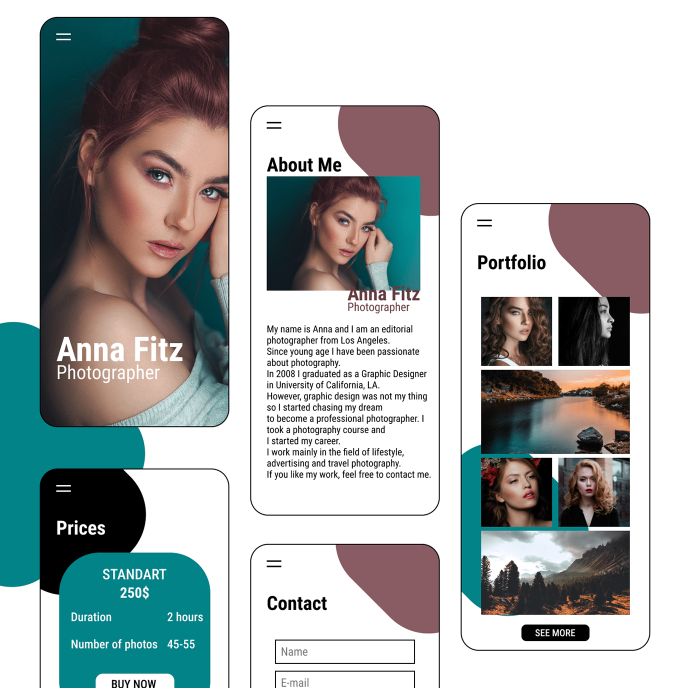 Anna Fitz
Photographer
About Me
Anna Fitz
Photographer
My name is Anna and I am an editorial
photographer from Los Angeles.
Since young age I have been passionate
about photography.
In 2008 I graduated as a Graphic Designer
in University of California, LA.
However, graphic design was not my thing
so I started chasing my dream
to become a professional photographer. I
took a photography course and
I started my career.
I work mainly in the field of lifestyle,
advertising and travel photography.
If you like my work, feel free to contact me.
Portfolio
SEE MORE
Prices
STANDART
250$
Duration 2 hours
Number of photos 45-55
BUY NOW
Contact
Name
E-mail